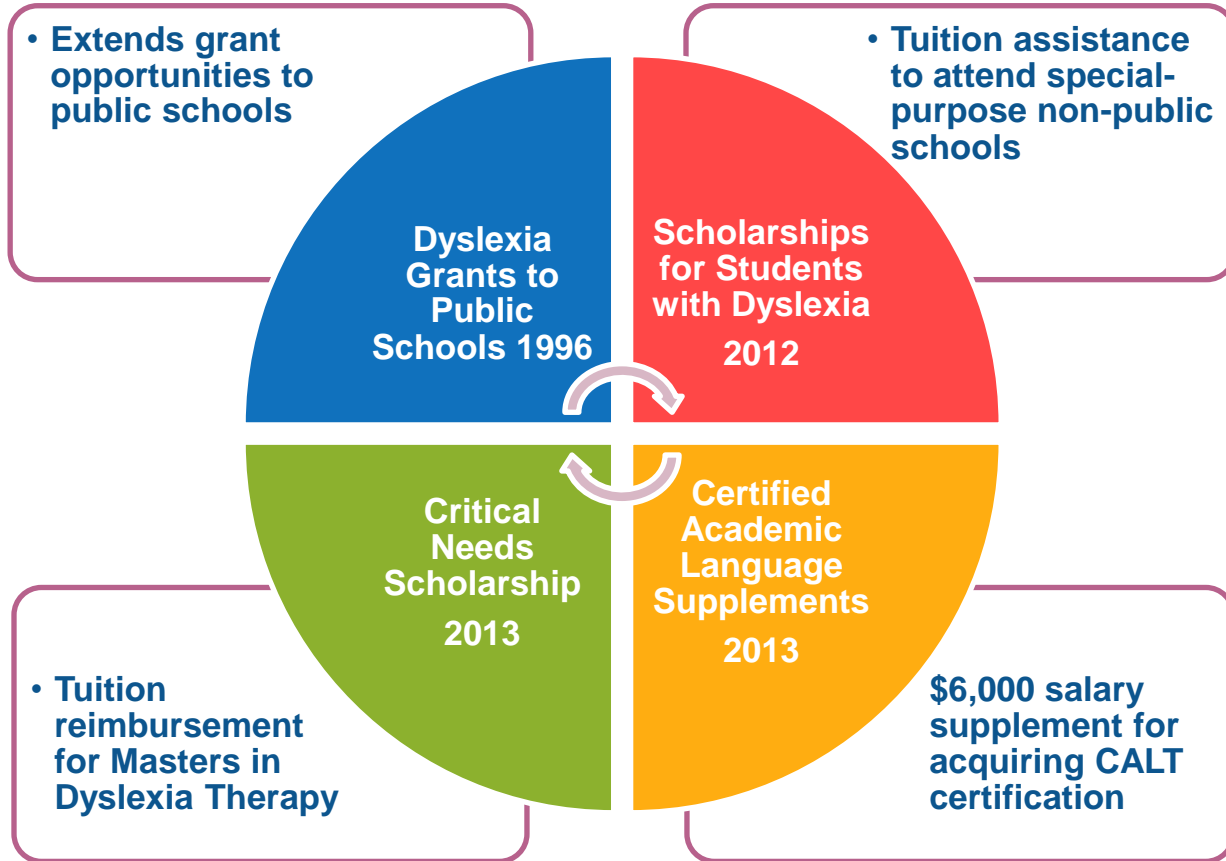 • Extends grant
opportunities to
public schools
• Tuition assistance
to attend special-
purpose non-public
schools
Dyslexia
Grants to
Public
Schools 1996
Scholarships
for Students
with Dyslexia
2012
Critical
Needs
Scholarship
2013
Certified
Academic
Language
Supplements
2013
• Tuition
reimbursement
for Masters in
Dyslexia Therapy
$6,000 salary
supplement for
acquiring CALT
certification